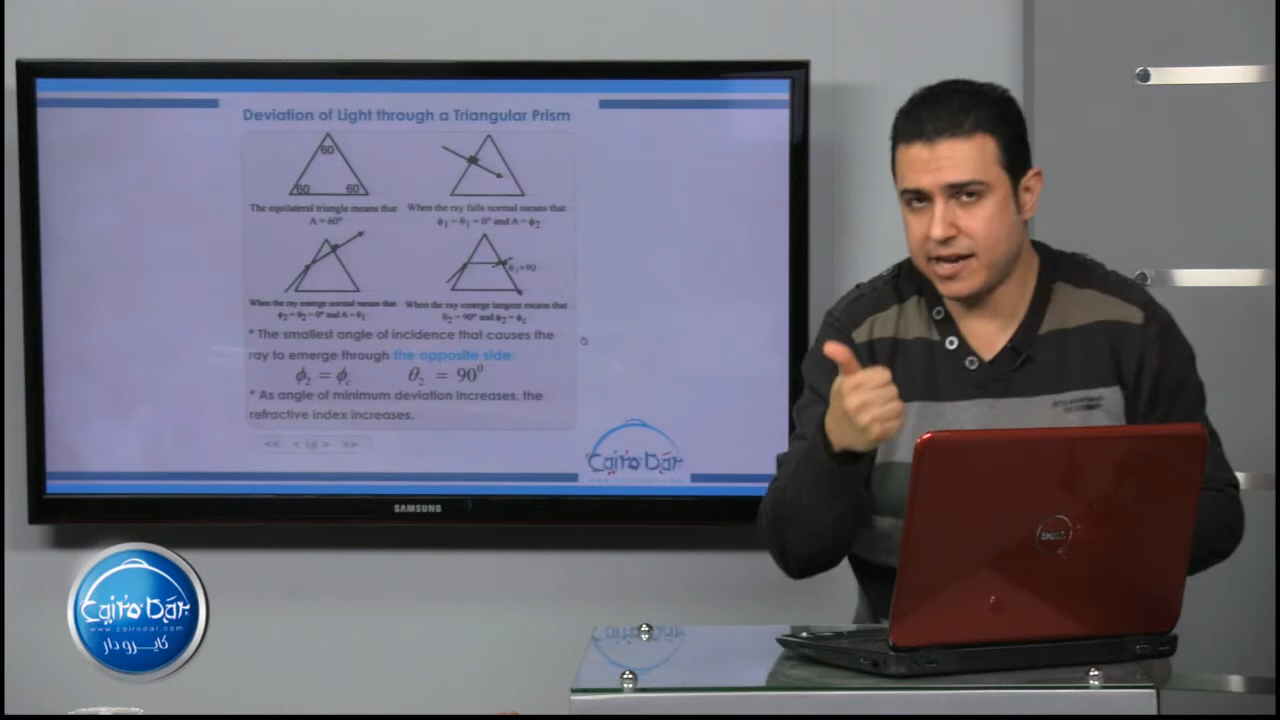 Deviation of Light through a Triangular Prism
60
60 60
The equilateral triangle means that
A = 60°
When the ray falls normal means that
ϕ₁ = θ₁ = 0° and A = ϕ₂
When the ray emerge normal means that
ϕ₂ = θ₂ = 0° and A = θ₁
When the ray emerge tangent means that
θ₂ = 90° and ϕ₂ = ϕc
* The smallest angle of incidence that causes the
ray to emerge through the opposite side:
ϕ₂ = ϕc θ₂ = 90⁰
* As angle of minimum deviation increases, the
refractive index increases.
<< < > >>
Cairo Dar
SAMSUNG
Cairo Dar
www.cairodar.com
كايرودار
DELL